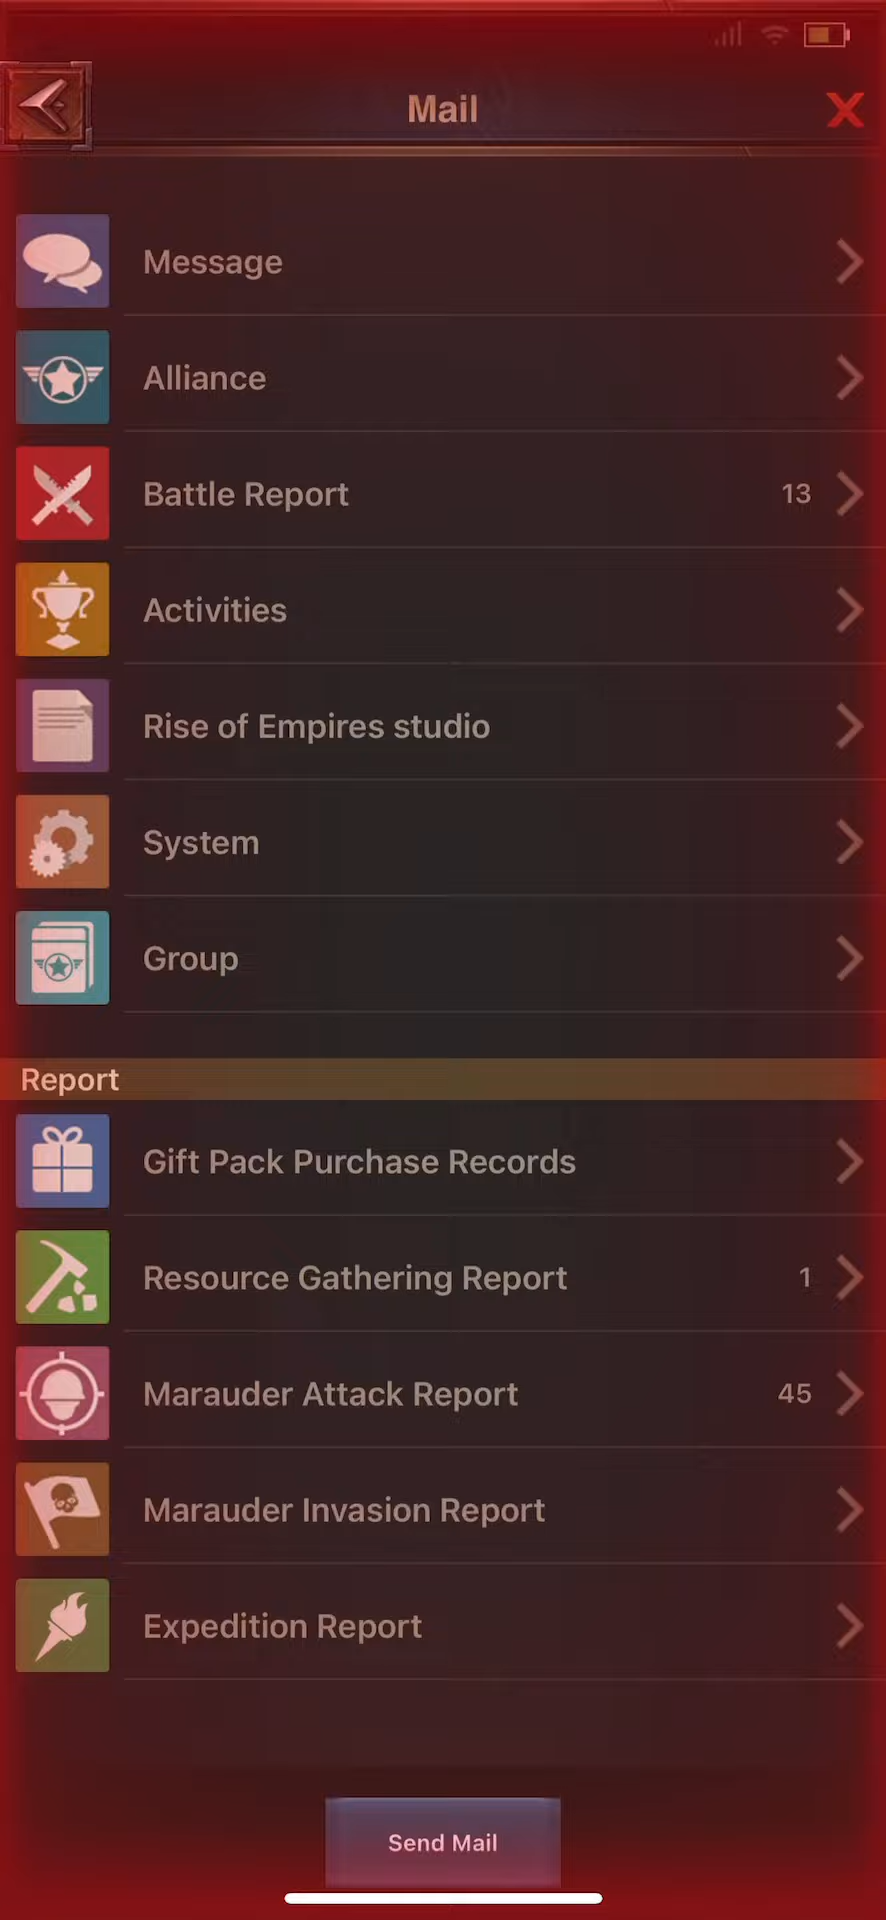 Mail
Message
Alliance
Battle Report 13
Activities
Rise of Empires studio
System
Group
Report
Gift Pack Purchase Records
Resource Gathering Report 1
Marauder Attack Report 45
Marauder Invasion Report
Expedition Report
Send Mail